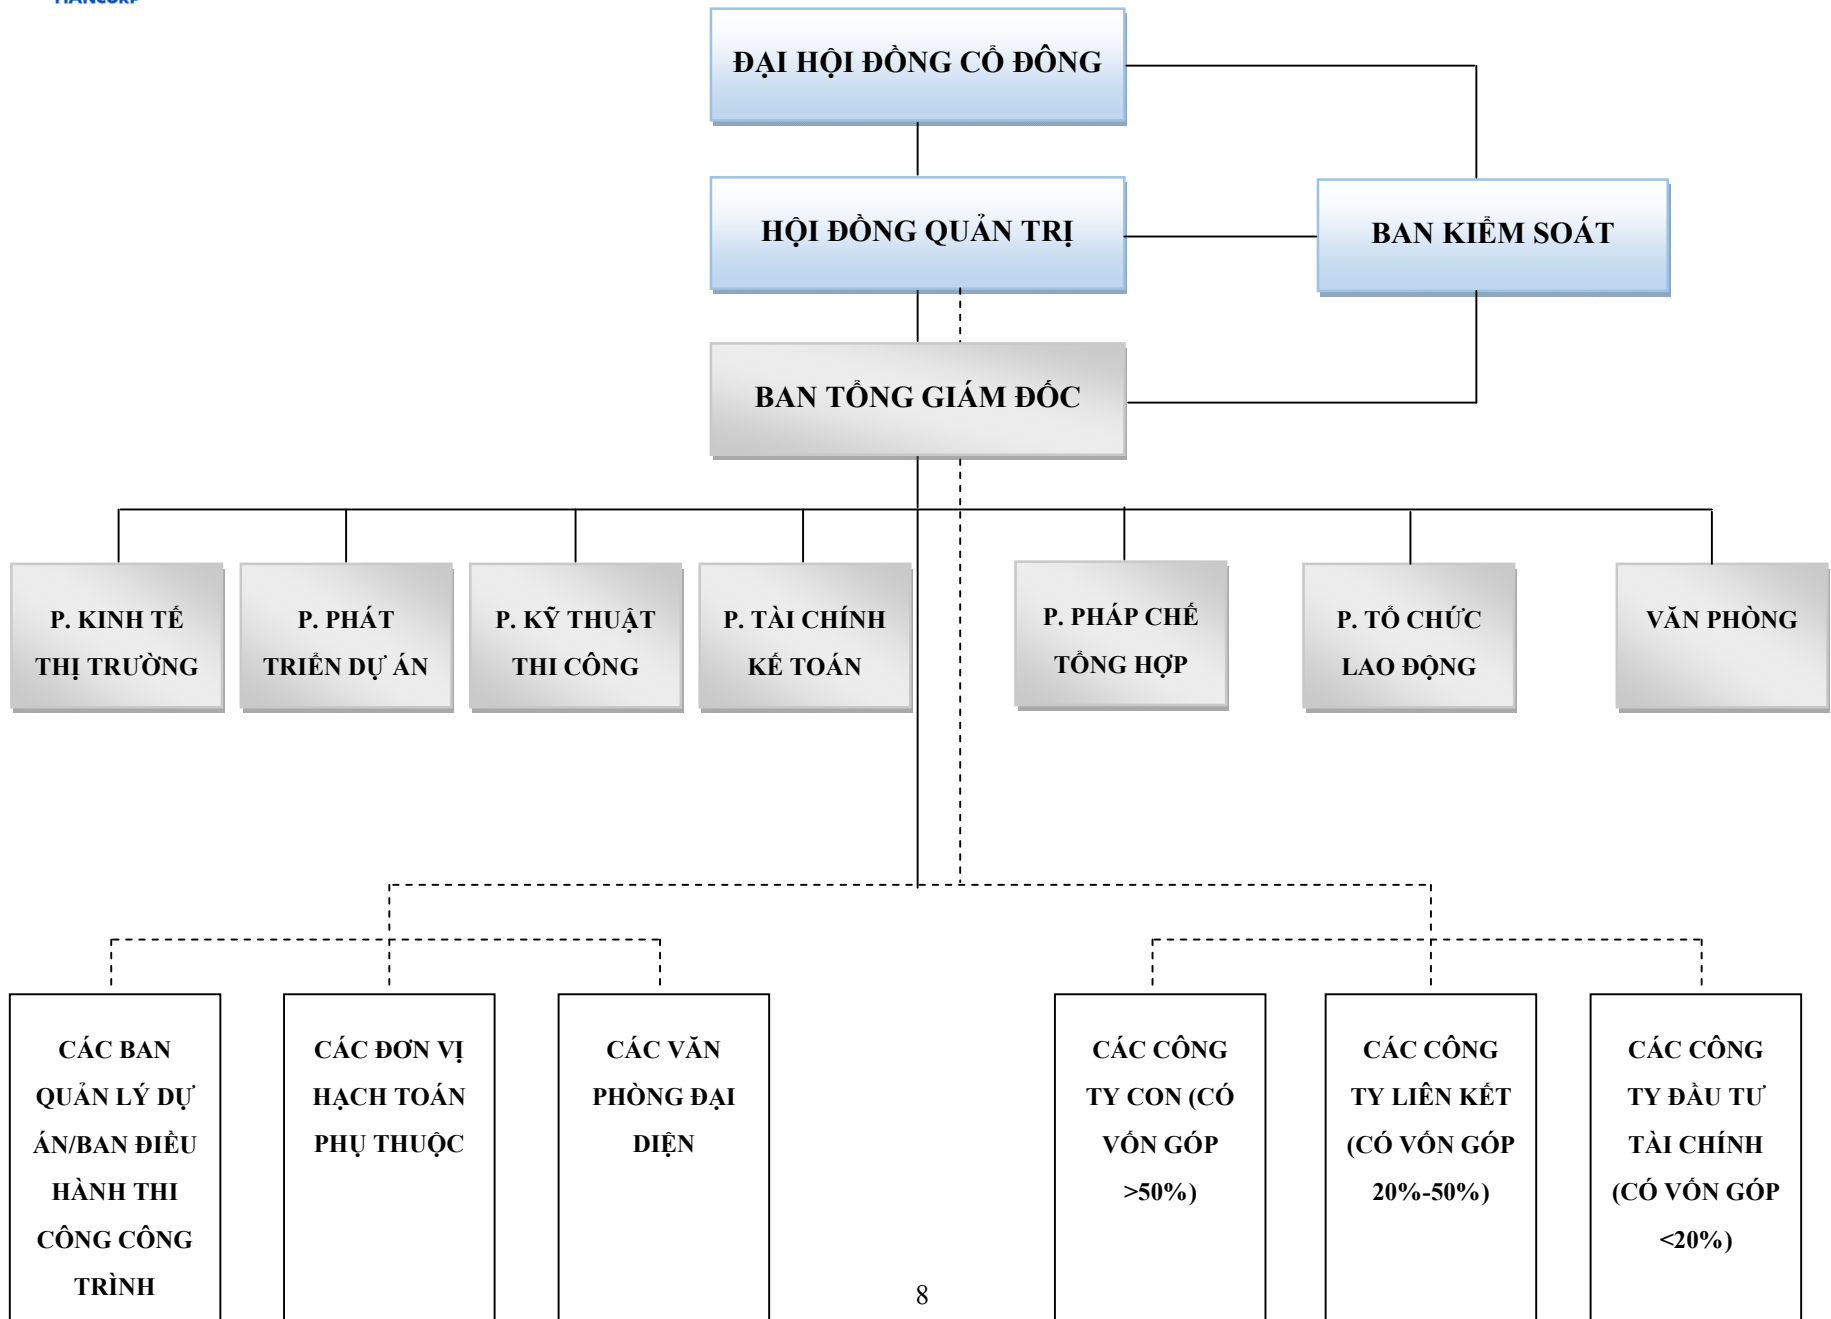 ĐẠI HỘI ĐỒNG CỔ ĐÔNG
HỘI ĐỒNG QUẢN TRỊ
BAN KIỂM SOÁT
BAN TỔNG GIÁM ĐỐC
P. KINH TẾ
THỊ TRƯỜNG
P. PHÁT
TRIỂN DỰ ÁN
P. KỸ THUẬT
THI CÔNG
P. TÀI CHÍNH
KẾ TOÁN
P. PHÁP CHẾ
TỔNG HỢP
P. TỔ CHỨC
LAO ĐỘNG
VĂN PHÒNG
CÁC BAN
QUẢN LÝ DỰ
ÁN/BAN ĐIỀU
HÀNH THI
CÔNG CÔNG
TRÌNH
CÁC ĐƠN VỊ
HẠCH TOÁN
PHỤ THUỘC
CÁC VĂN
PHÒNG ĐẠI
DIỆN
CÁC CÔNG
TY CON (CÓ
VỐN GÓP
>50%)
CÁC CÔNG
TY LIÊN KẾT
(CÓ VỐN GÓP
20%-50%)
CÁC CÔNG
TY ĐẦU TƯ
TÀI CHÍNH
(CÓ VỐN GÓP
<20%)
8